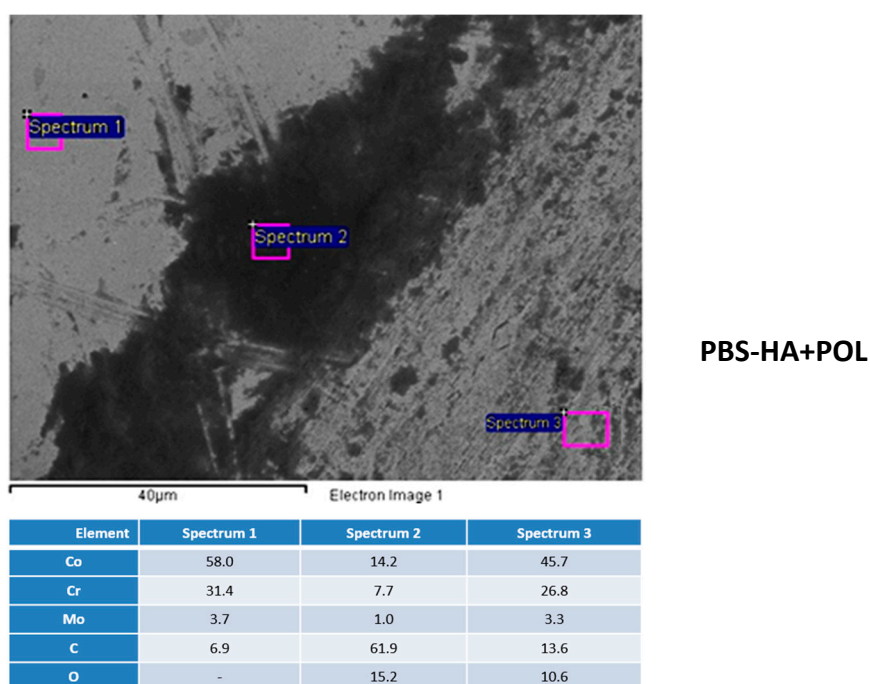 Spectrum 1
Spectrum 2
PBS-HA+POL
Spectrum 3
40µm Electron Image 1
Element Spectrum 1 Spectrum 2 Spectrum 3
Co 58.0 14.2 45.7
Cr 31.4 7.7 26.8
Mo 3.7 1.0 3.3
C 6.9 61.9 13.6
O - 15.2 10.6